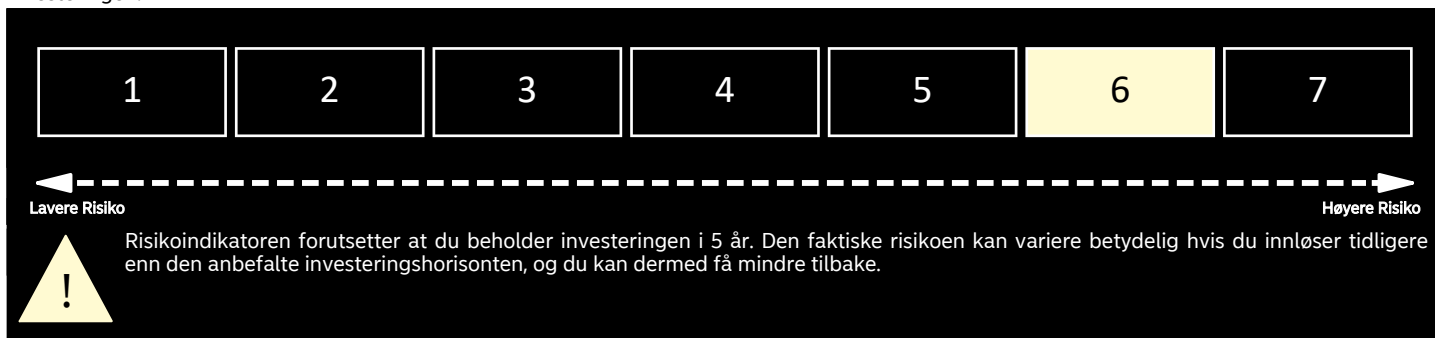 1 2 3 4 5 6 7
Lavere Risiko Høyere Risiko
Risikoindikatoren forutsetter at du beholder investeringen i 5 år. Den faktiske risikoen kan variere betydelig hvis du innløser tidligere
enn den anbefalte investeringshorisonten, og du kan dermed få mindre tilbake.
!